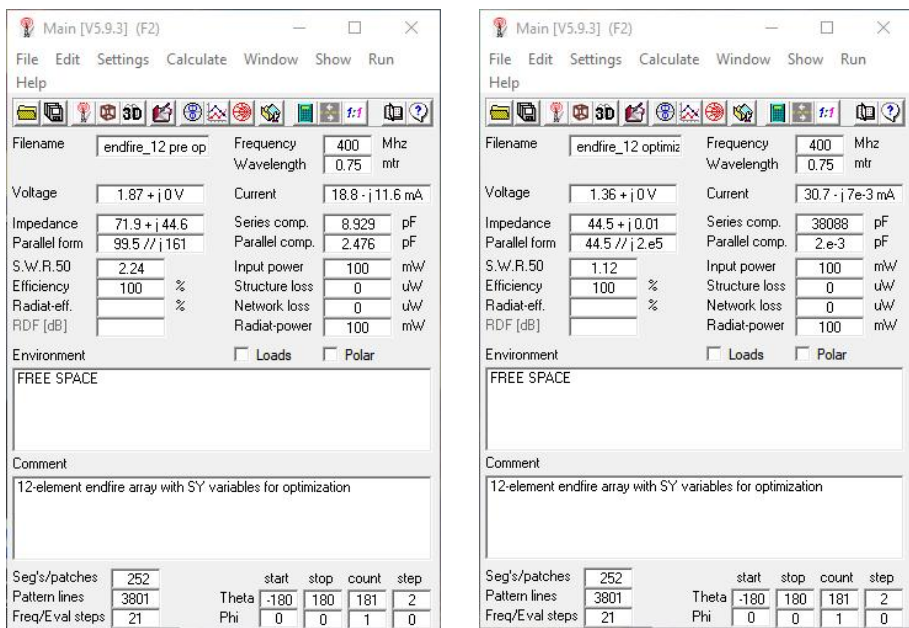 Main [V5.9.3] (F2)
File Edit Settings Calculate Window Show Run
Help
3D 1:1 ?
Filename endfire_12 pre op Frequency 400 Mhz
Wavelength 0.75 mtr
Voltage 1.87 + j 0 V Current 18.8 - j 11.6 mA
Impedance 71.9 + j 44.6 Series comp. 8.929 pF
Parallel form 99.5 // j 161 Parallel comp. 2.476 pF
S.W.R.50 2.24 Input power 100 mW
Efficiency 100 % Structure loss 0 uW
Radiat-eff. % Network loss 0 uW
RDF [dB] Radiat-power 100 mW
Environment Loads Polar
FREE SPACE
Comment
12-element endfire array with SY variables for optimization
Seg's/patches 252 start stop count step
Pattern lines 3801 Theta -180 180 181 2
Freq/Eval steps 21 Phi 0 0 1 0
Main [V5.9.3] (F2)
File Edit Settings Calculate Window Show Run
Help
3D 1:1 ?
Filename endfire_12 optimiz Frequency 400 Mhz
Wavelength 0.75 mtr
Voltage 1.36 + j 0 V Current 30.7 - j 7e-3 mA
Impedance 44.5 + j 0.01 Series comp. 38088 pF
Parallel form 44.5 // j 2.e5 Parallel comp. 2.e-3 pF
S.W.R.50 1.12 Input power 100 mW
Efficiency 100 % Structure loss 0 uW
Radiat-eff. % Network loss 0 uW
RDF [dB] Radiat-power 100 mW
Environment Loads Polar
FREE SPACE
Comment
12-element endfire array with SY variables for optimization
Seg's/patches 252 start stop count step
Pattern lines 3801 Theta -180 180 181 2
Freq/Eval steps 21 Phi 0 0 1 0